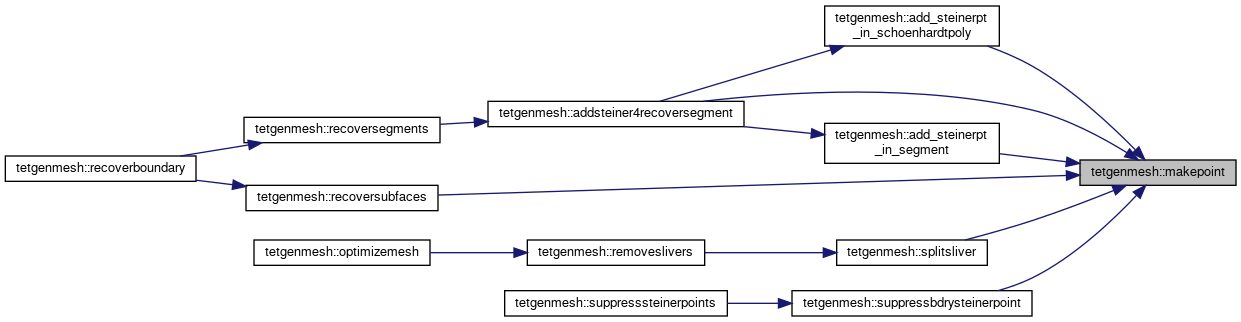 tetgenmesh::add_steinerpt
_in_schoenhardtpoly
tetgenmesh::addsteiner4recoversegment
tetgenmesh::recoversegments
tetgenmesh::add_steinerpt
_in_segment
tetgenmesh::recoverboundary
tetgenmesh::makepoint
tetgenmesh::recoversubfaces
tetgenmesh::optimizemesh
tetgenmesh::removeslivers
tetgenmesh::splitsliver
tetgenmesh::suppresssteinerpoints
tetgenmesh::suppressbdrysteinerpoint